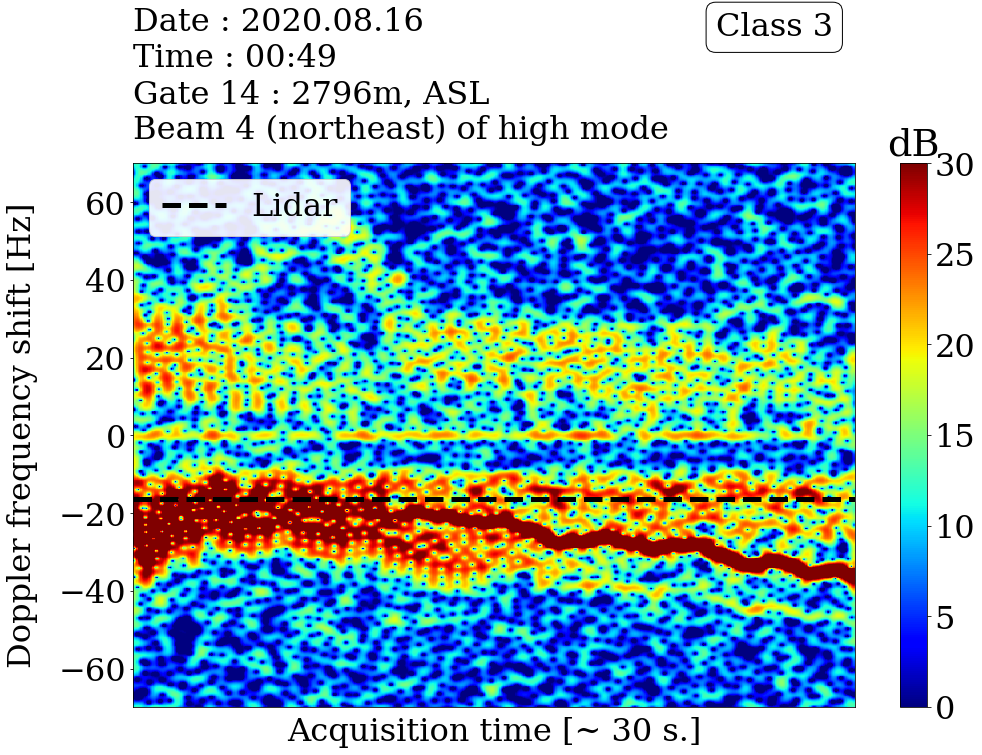 Date : 2020.08.16
Time : 00:49
Gate 14 : 2796m, ASL
Beam 4 (northeast) of high mode
Class 3
dB
Lidar
Doppler frequency shift [Hz]
60
40
20
0
−20
−40
−60
30
25
20
15
10
5
0
Acquisition time [~ 30 s.]